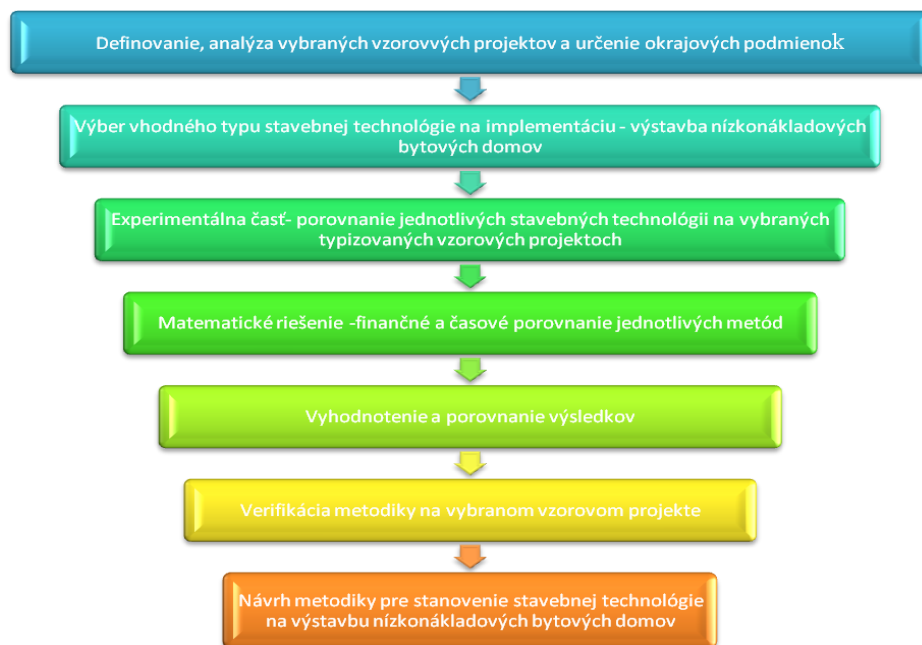 Definovanie, analýza vybraných vzorovvých projektov a určenie okrajových podmienok
Výber vhodného typu stavebnej technológie na implementáciu - výstavba nízkonákladových
bytových domov
Experimentálna časť- porovnanie jednotlivých stavebných technológii na vybraných
typizovaných vzorových projektoch
Matematické riešenie -finančné a časové porovnanie jednotlivých metód
Vyhodnotenie a porovnanie výsledkov
Verifikácia metodiky na vybranom vzorovom projekte
Návrh metodiky pre stanovenie stavebnej technológie
na výstavbu nízkonákladových bytových domov